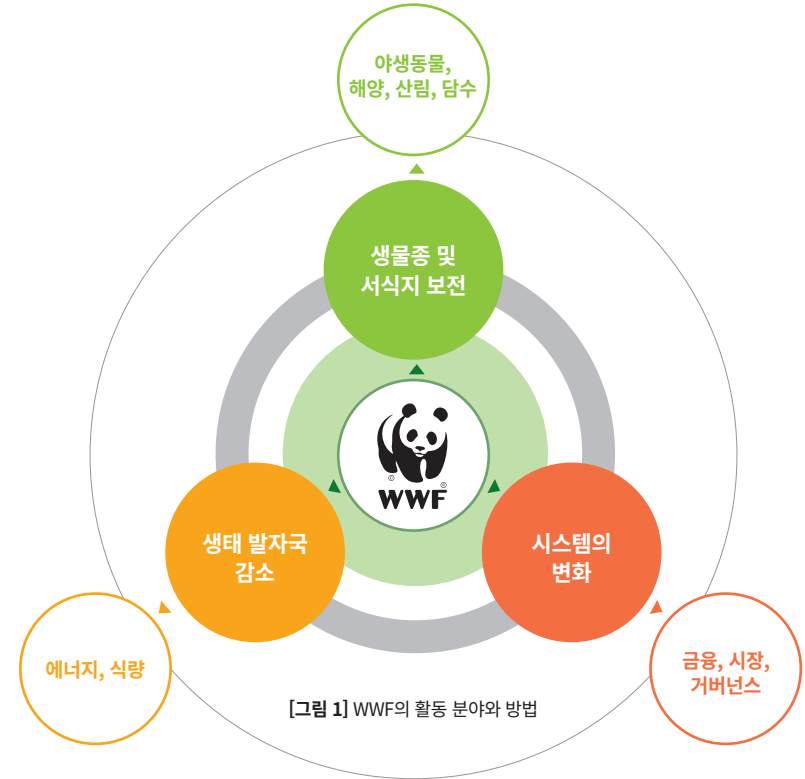 야생동물,
해양, 산림, 담수
생물종 및
서식지 보전
©
®
WWF
생태 발자국
감소
시스템의
변화
에너지, 식량
금융, 시장,
거버넌스
[그림 1] WWF의 활동 분야와 방법